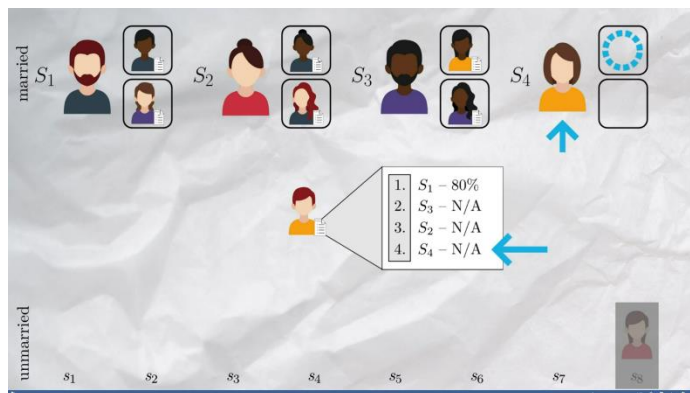 married
S₁
S₂
S₃
S₄
1. S₁ – 80%
2. S₃ – N/A
3. S₂ – N/A
4. S₄ – N/A
unmarried
s₁ s₂ s₃ s₄ s₅ s₆ s₇ s₈